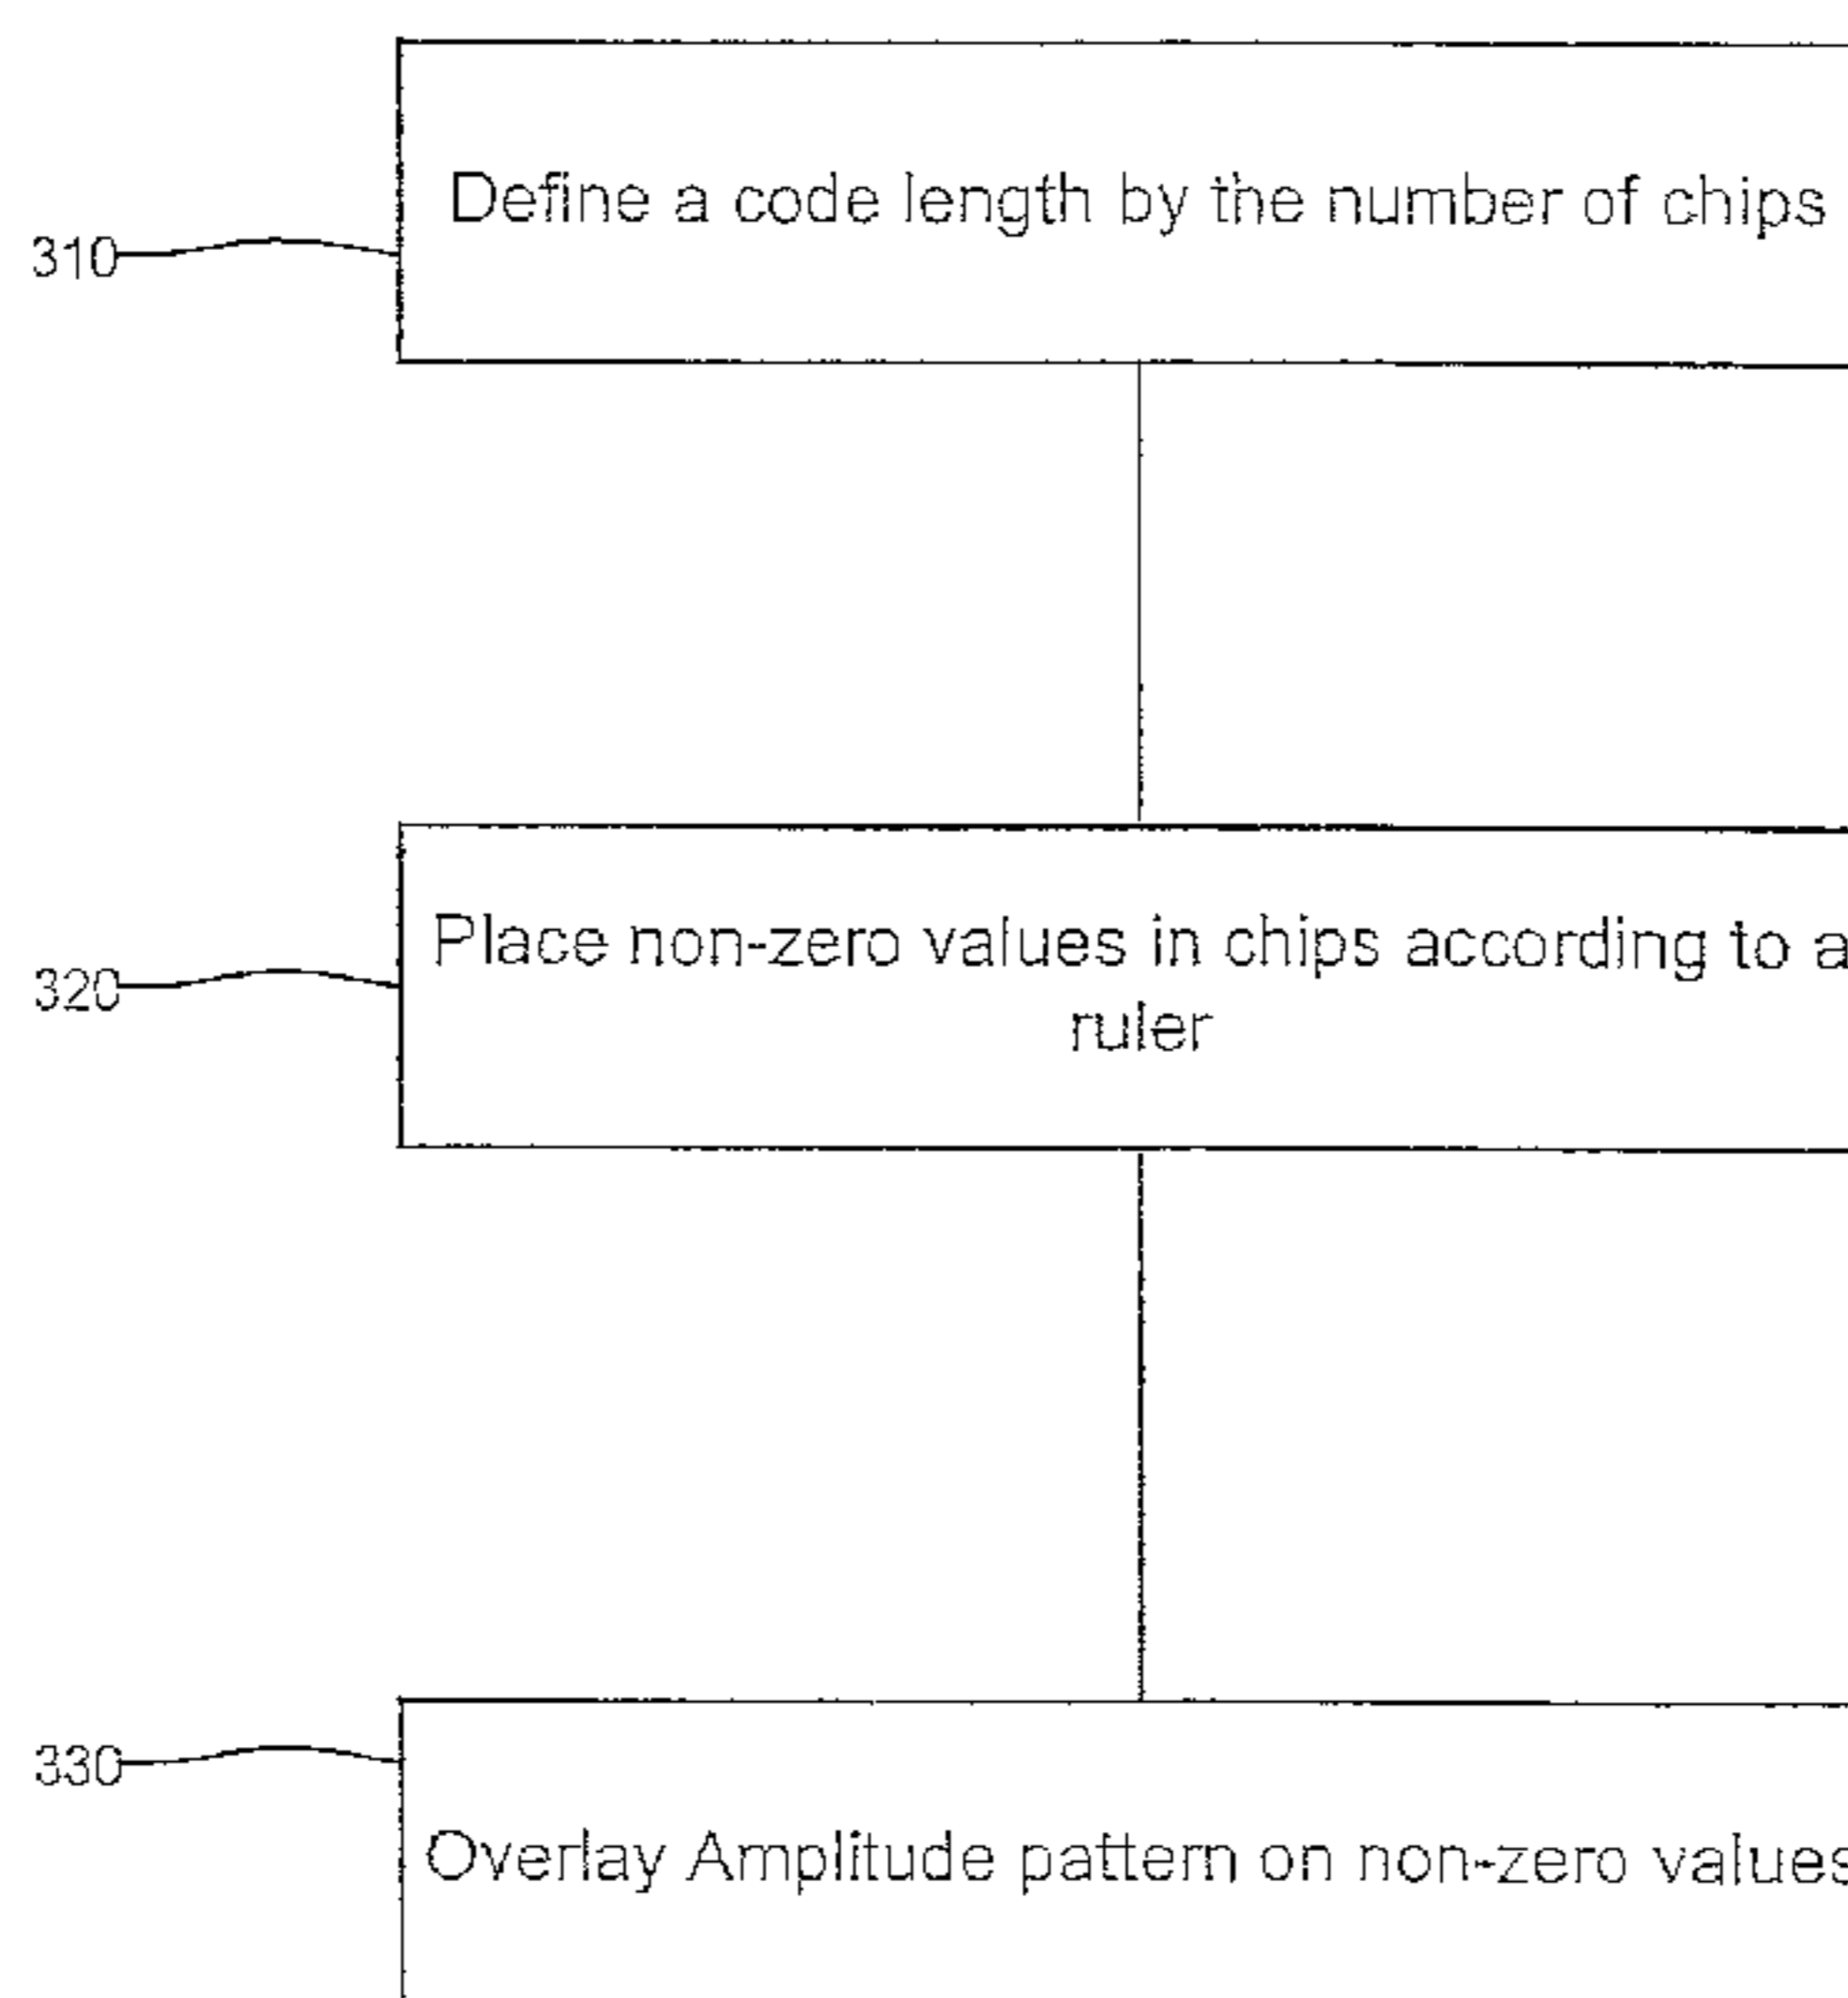 Define a code length by the number of chips
310
Place non-zero values in chips according to a
ruler
320
330
Overlay Amplitude pattern on non-zero values